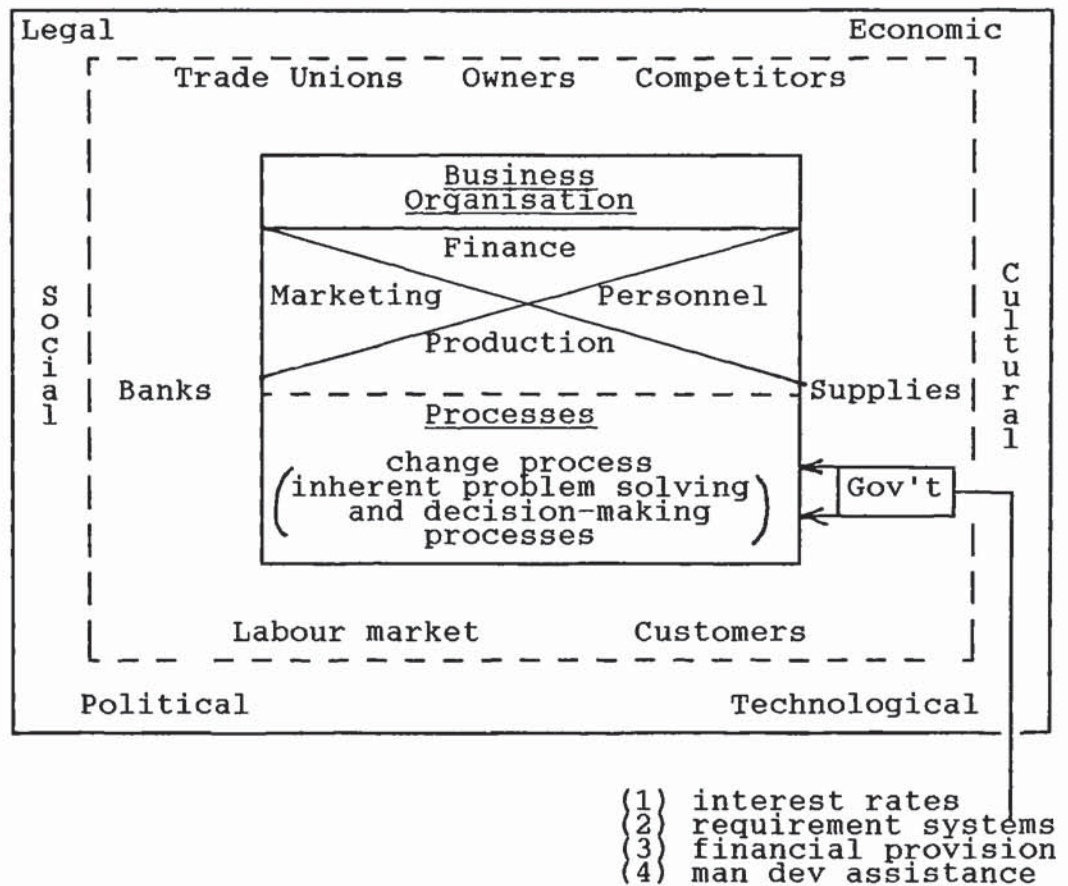 Legal Economic
Trade Unions Owners Competitors
Business
Organisation
Finance
Marketing Personnel
Production
Social
Cultural
Banks Supplies
Processes
change process
(inherent problem solving
and decision-making)
processes
Gov't
Labour market Customers
Political Technological
(1) interest rates
(2) requirement systems
(3) financial provision
(4) man dev assistance